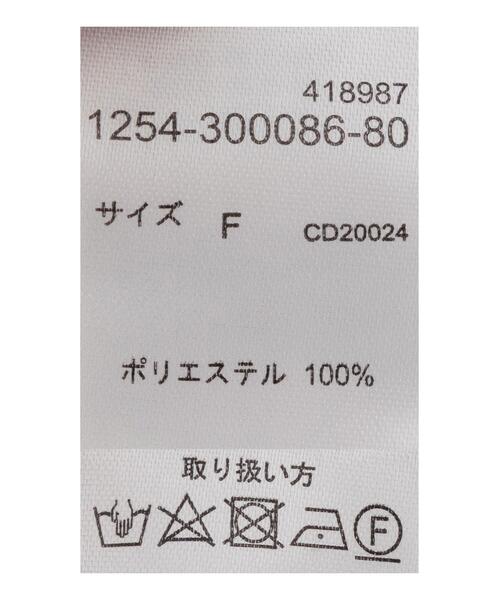 418987
1254-300086-80
サイズ F CD20024
ポリエステル 100%
取り扱い方
F